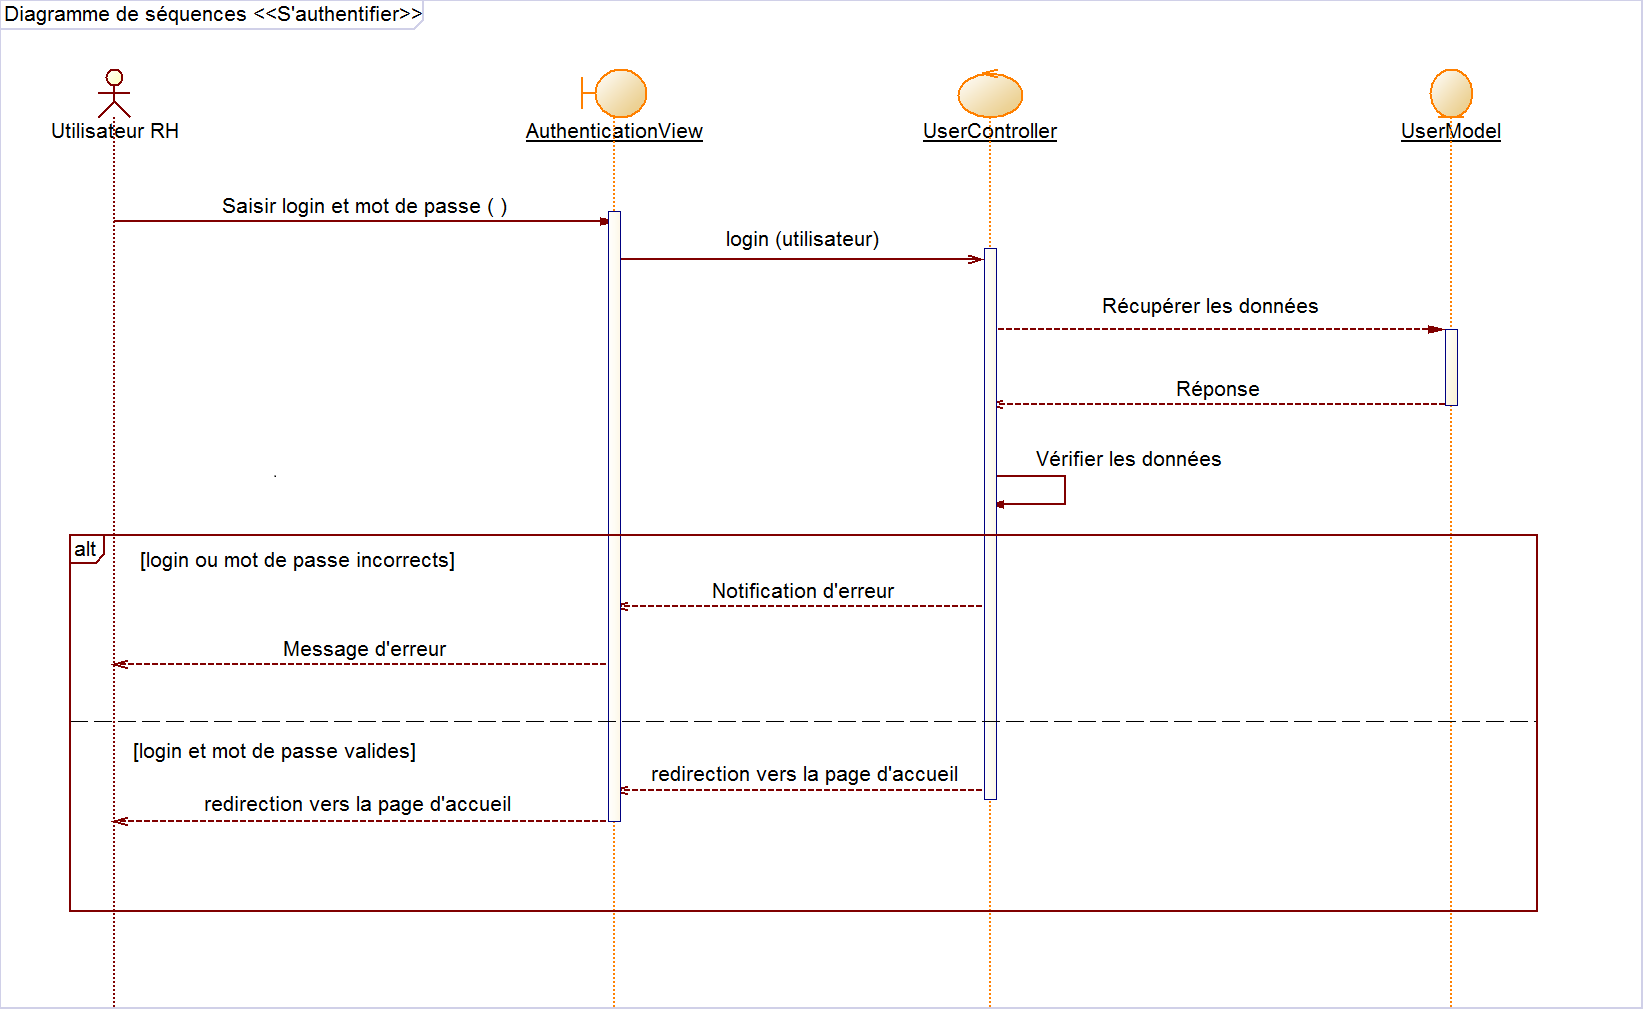 Diagramme de séquences <<S'authentifier>>
Utilisateur RH
AuthenticationView
UserController
UserModel
Saisir login et mot de passe ( )
login (utilisateur)
Récupérer les données
Réponse
Vérifier les données
alt
[login ou mot de passe incorrects]
Notification d'erreur
Message d'erreur
[login et mot de passe valides]
redirection vers la page d'accueil
redirection vers la page d'accueil